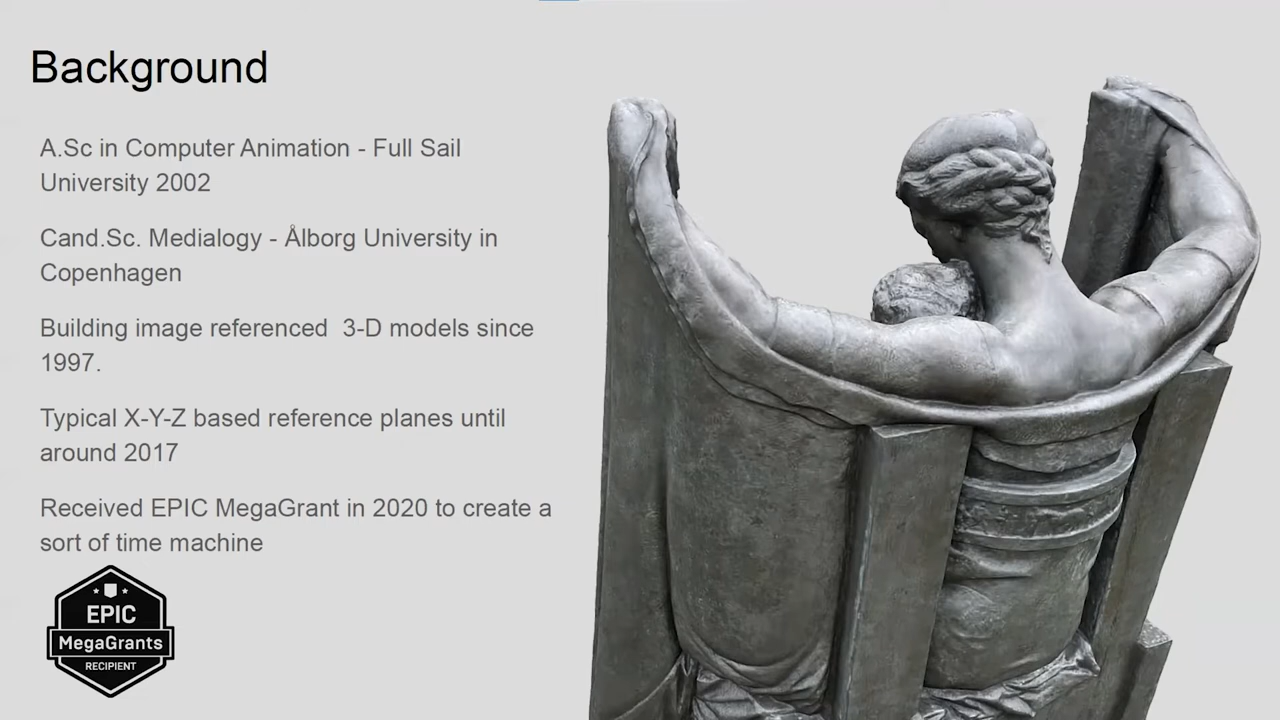 Background
A.Sc in Computer Animation - Full Sail
University 2002
Cand.Sc. Medialogy - Ålborg University in
Copenhagen
Building image referenced  3-D models since
1997.
Typical X-Y-Z based reference planes until
around 2017
Received EPIC MegaGrant in 2020 to create a
sort of time machine
EPIC
MegaGrants
RECIPIENT